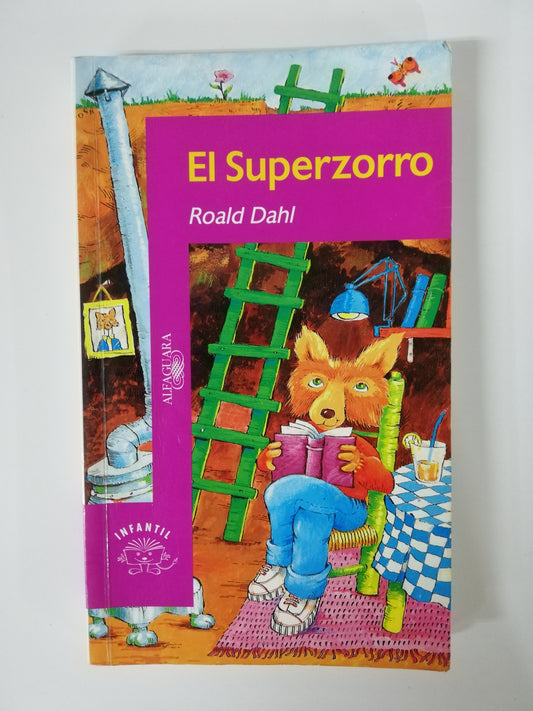 El Superzorro
Roald Dahl
ALFAGUARA
INFANTIL